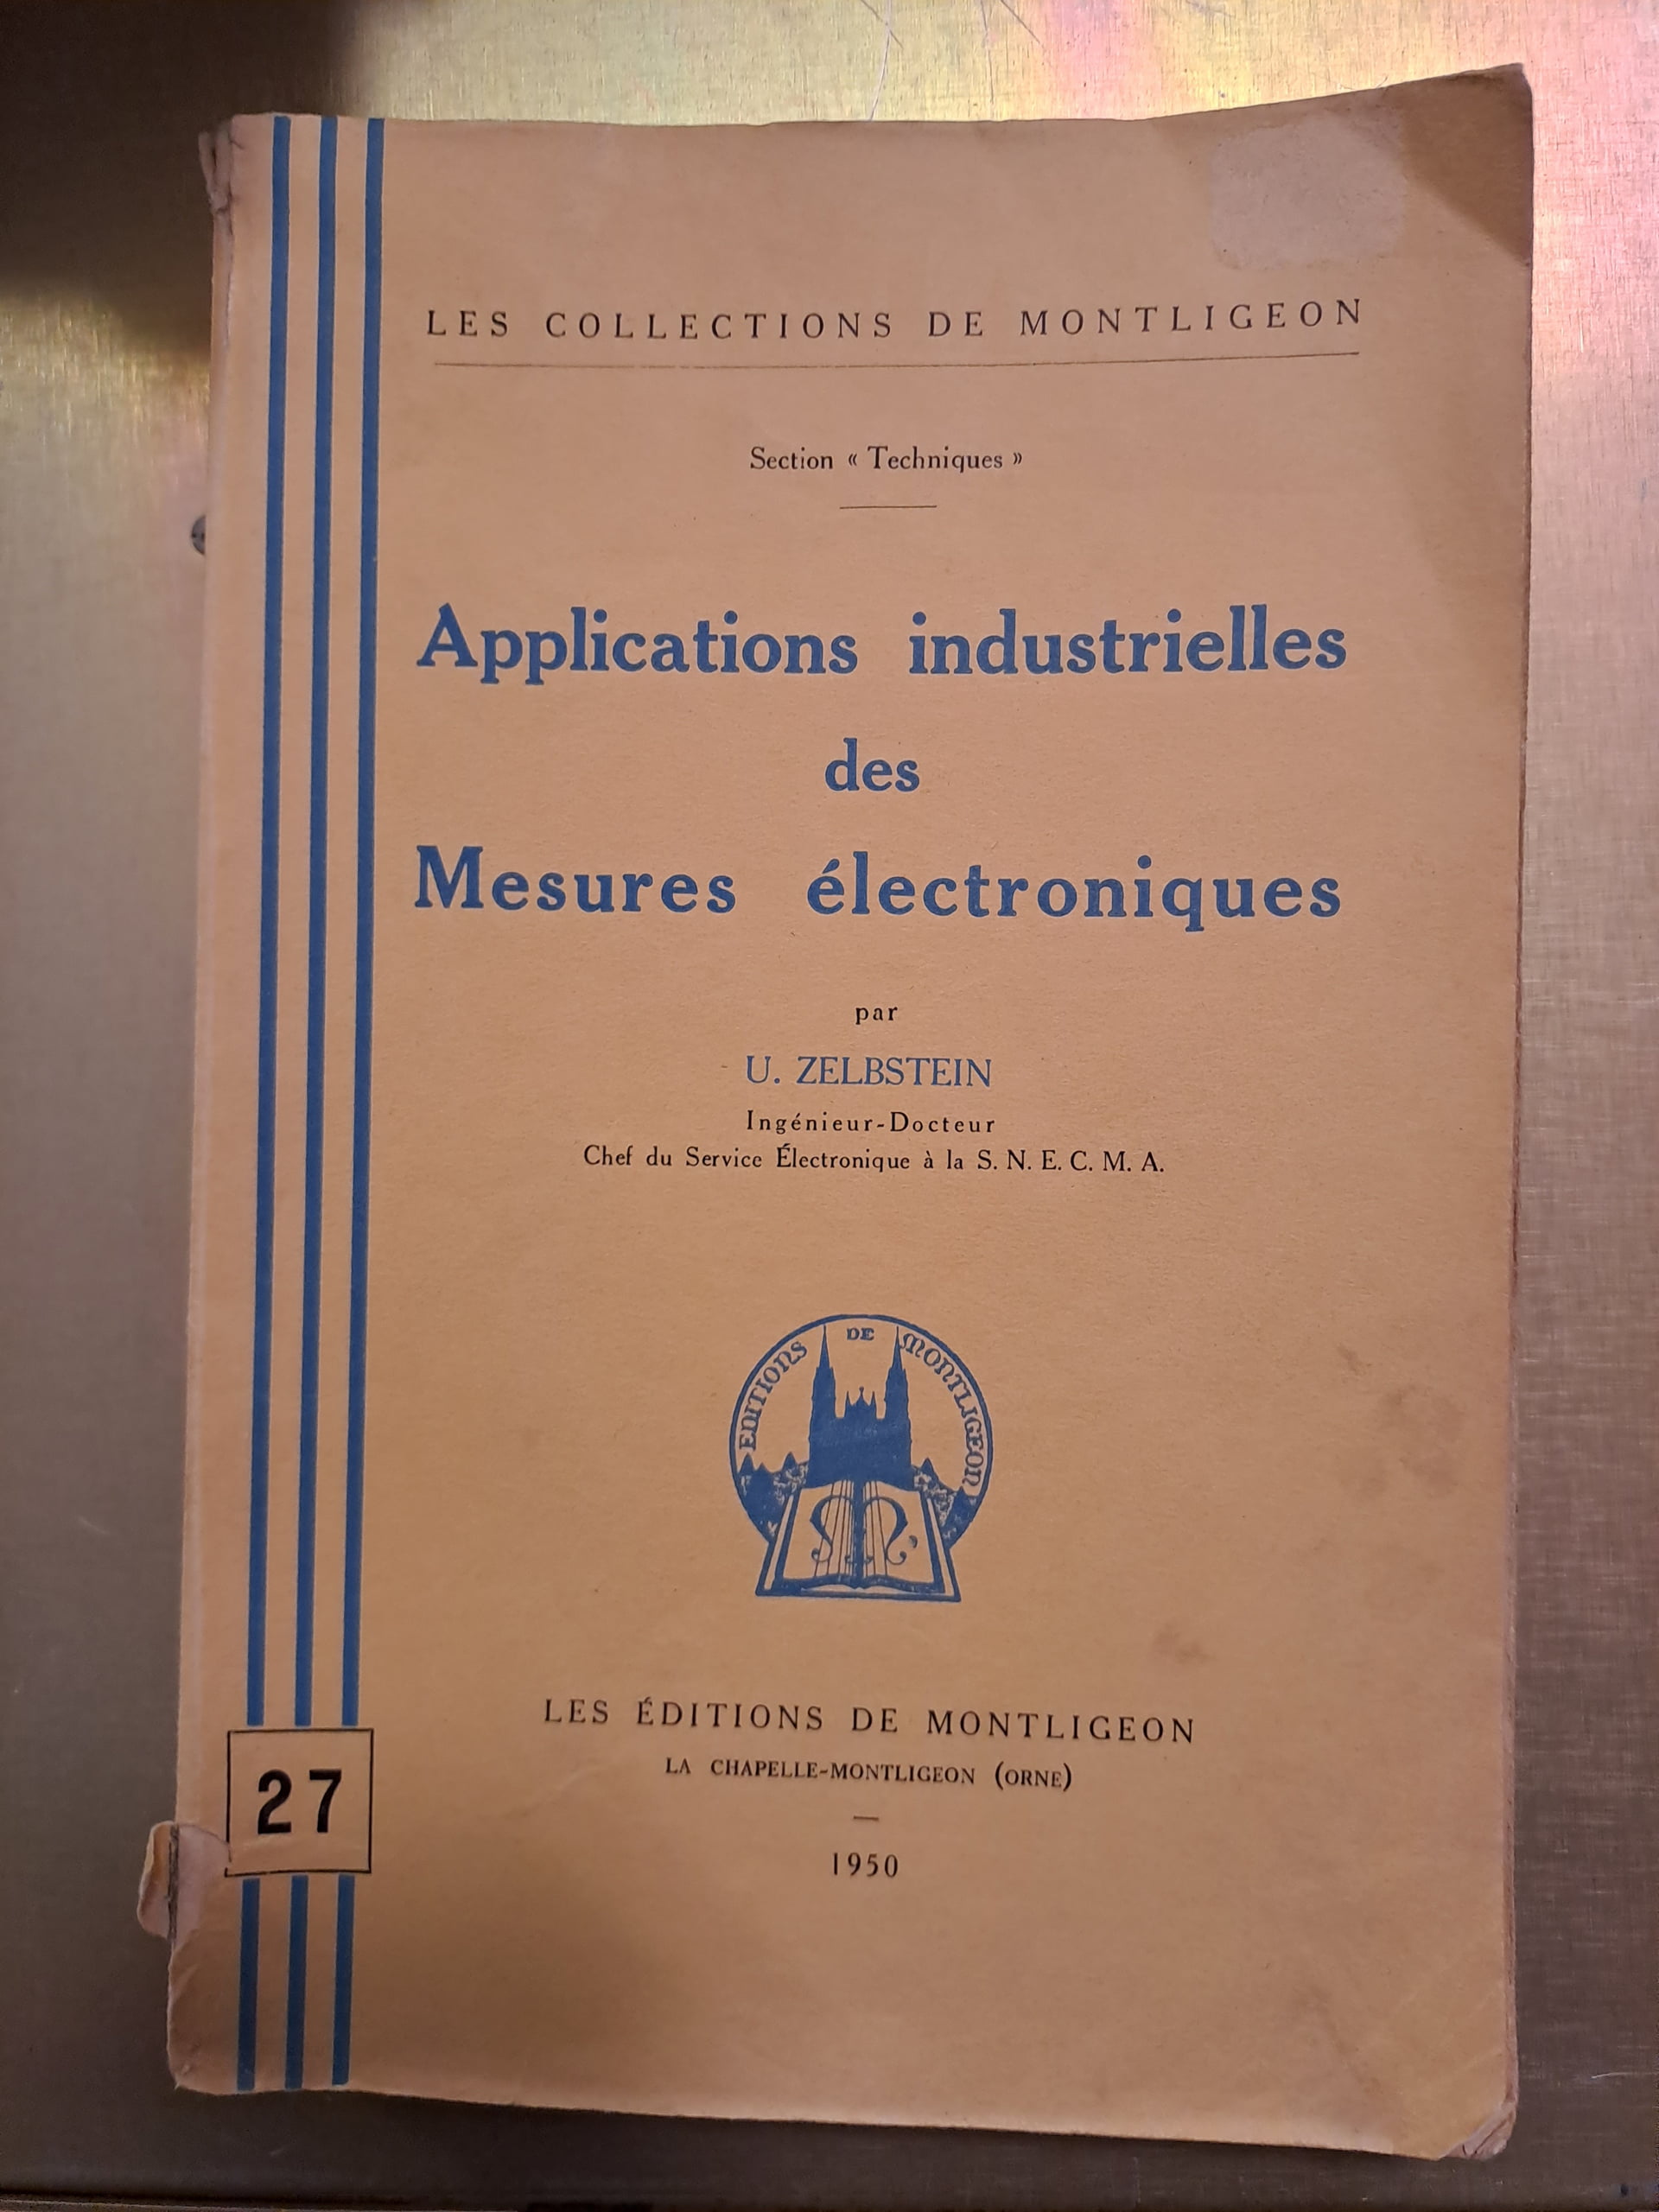 LES COLLECTIONS DE MONTLIGEON
Section « Techniques »
Applications industrielles
des
Mesures électroniques
par
U. ZELBSTEIN
Ingénieur-Docteur
Chef du Service Électronique à la S. N. E. C. M. A.
EDITIONS DE MONTLIGEON
M
LES ÉDITIONS DE MONTLIGEON
LA CHAPELLE-MONTLIGEON (ORNE)
1950
27